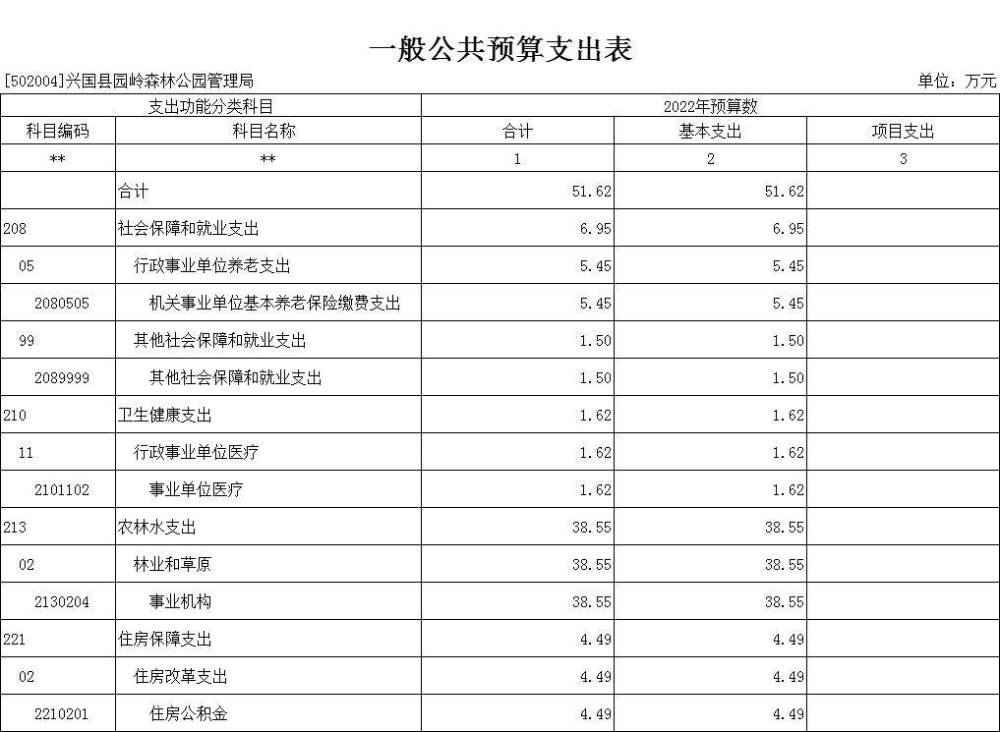 一般公共预算支出表
[502004]兴国县园岭森林公园管理局 单位：万元
支出功能分类科目 2022年预算数
科目编码 科目名称 合计 基本支出 项目支出
** ** 1 2 3
合计 51.62 51.62
208 社会保障和就业支出 6.95 6.95
05 行政事业单位养老支出 5.45 5.45
2080505 机关事业单位基本养老保险缴费支出 5.45 5.45
99 其他社会保障和就业支出 1.50 1.50
2089999 其他社会保障和就业支出 1.50 1.50
210 卫生健康支出 1.62 1.62
11 行政事业单位医疗 1.62 1.62
2101102 事业单位医疗 1.62 1.62
213 农林水支出 38.55 38.55
02 林业和草原 38.55 38.55
2130204 事业机构 38.55 38.55
221 住房保障支出 4.49 4.49
02 住房改革支出 4.49 4.49
2210201 住房公积金 4.49 4.49